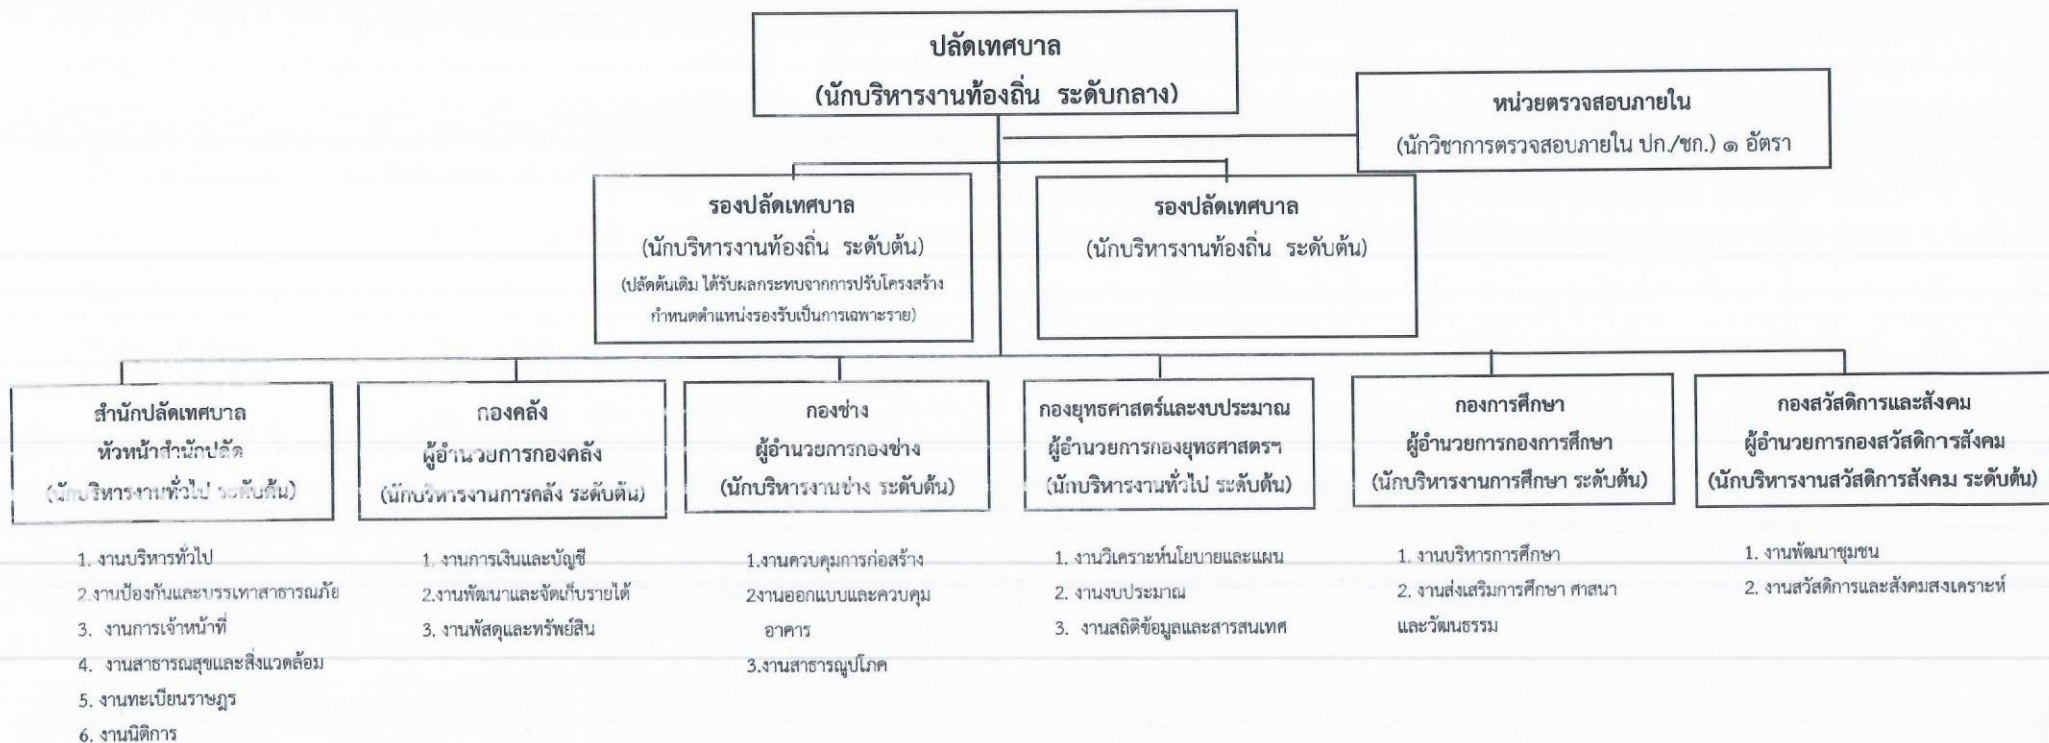 ปลัดเทศบาล
(นักบริหารงานท้องถิ่น ระดับกลาง)
หน่วยตรวจสอบภายใน
(นักวิชาการตรวจสอบภายใน ปก./ชก.) ๑ อัตรา
รองปลัดเทศบาล
(นักบริหารงานท้องถิ่น ระดับต้น)
(ปลัดต้นเดิม ได้รับผลกระทบจากการปรับโครงสร้าง
กำหนดตำแหน่งรองรับเป็นการเฉพาะราย)
รองปลัดเทศบาล
(นักบริหารงานท้องถิ่น ระดับต้น)
สำนักปลัดเทศบาล
หัวหน้าสำนักปลัด
(นักบริหารงานทั่วไป ระดับต้น)
1. งานบริหารทั่วไป
2.งานป้องกันและบรรเทาสาธารณภัย
3. งานการเจ้าหน้าที่
4. งานสาธารณสุขและสิ่งแวดล้อม
5. งานทะเบียนราษฎร
6. งานนิติการ
กองคลัง
ผู้อำนวยการกองคลัง
(นักบริหารงานการคลัง ระดับต้น)
1. งานการเงินและบัญชี
2.งานพัฒนาและจัดเก็บรายได้
3. งานพัสดุและทรัพย์สิน
กองช่าง
ผู้อำนวยการกองช่าง
(นักบริหารงานช่าง ระดับต้น)
1.งานควบคุมการก่อสร้าง
2งานออกแบบและควบคุม
อาคาร
3.งานสาธารณูปโภค
กองยุทธศาสตร์และงบประมาณ
ผู้อำนวยการกองยุทธศาสตรฯ
(นักบริหารงานทั่วไป ระดับต้น)
1. งานวิเคราะห์นโยบายและแผน
2. งานงบประมาณ
3. งานสถิติข้อมูลและสารสนเทศ
กองการศึกษา
ผู้อำนวยการกองการศึกษา
(นักบริหารงานการศึกษา ระดับต้น)
1. งานบริหารการศึกษา
2. งานส่งเสริมการศึกษา ศาสนา
และวัฒนธรรม
กองสวัสดิการและสังคม
ผู้อำนวยการกองสวัสดิการสังคม
(นักบริหารงานสวัสดิการสังคม ระดับต้น)
1. งานพัฒนาชุมชน
2. งานสวัสดิการและสังคมสงเคราะห์